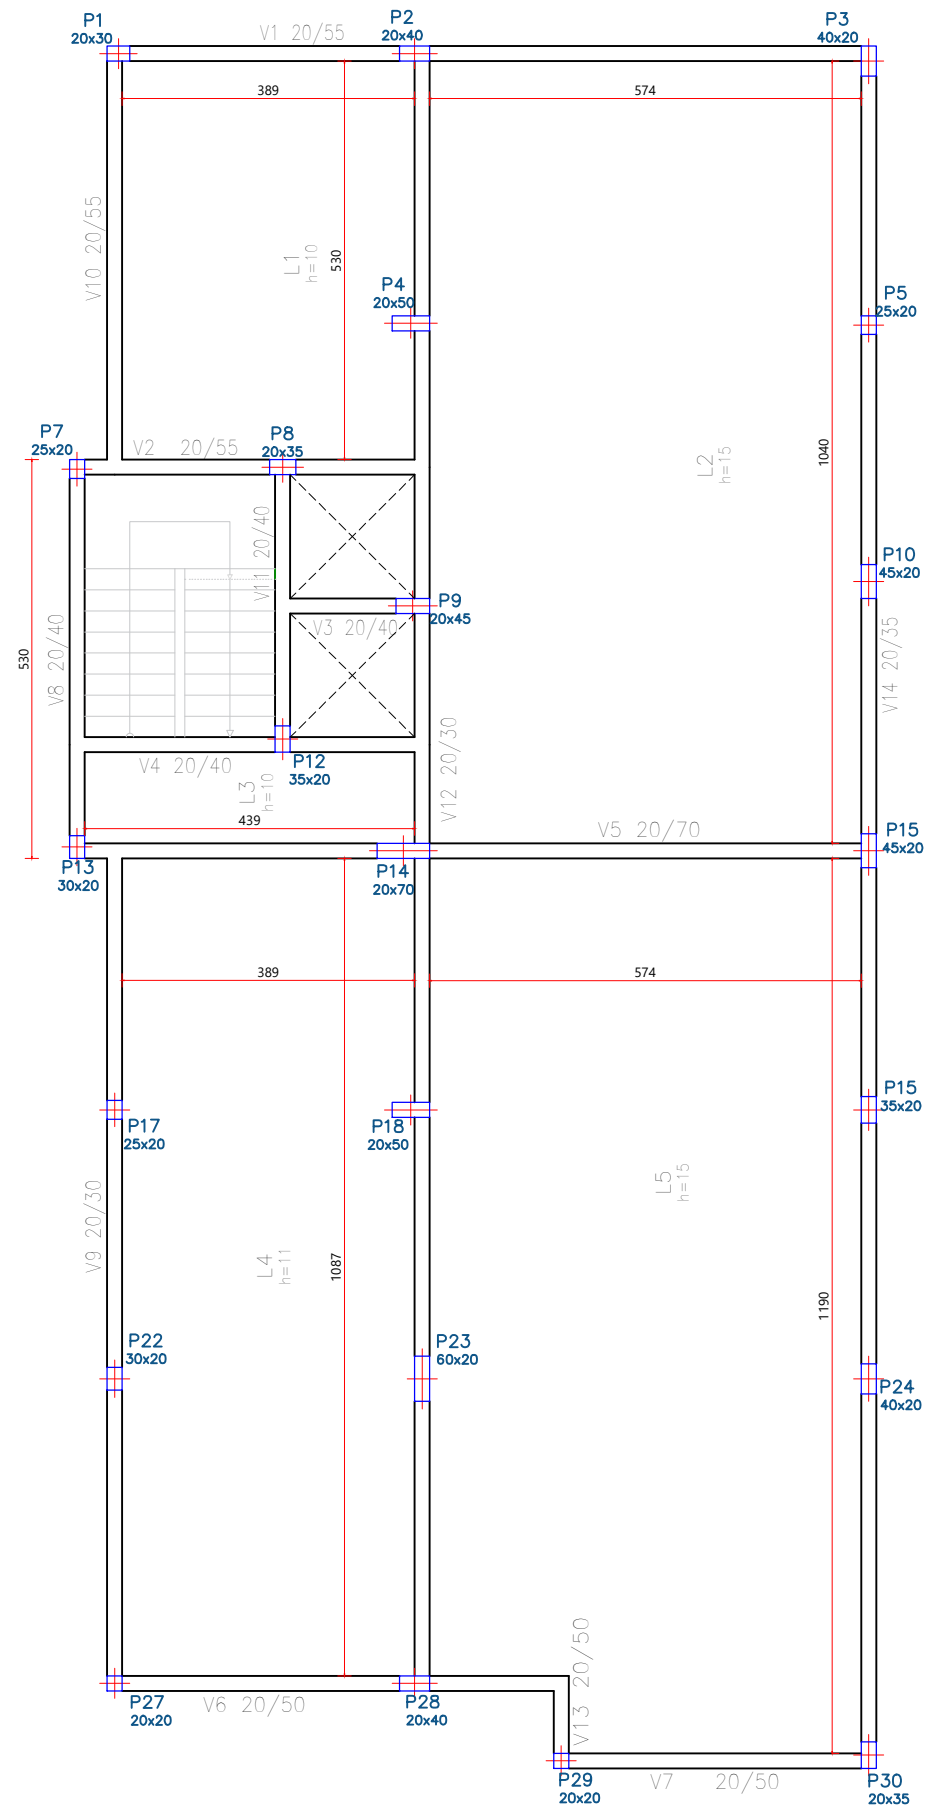 P1
20x30
V1 20/55
P2
20x40
P3
40x20
389
574
V10 20/55
L1
h=10
530
P4
20x50
P5
25x20
P7
25x20
V2 20/55
P8
20x35
L2
h=15
1040
V11 20/40
P10
45x20
P9
20x45
V3 20/40
530
V8 20/40
V14 20/35
V4 20/40
P12
35x20
L3
h=10
V12 20/30
439
V5 20/70
P15
45x20
P13
30x20
P14
20x70
389
574
P17
25x20
P18
20x50
P15
35x20
V9 20/30
L4
h=11
1087
L5
h=15
1190
P22
30x20
P23
60x20
P24
40x20
V13 20/50
P27
20x20
V6 20/50
P28
20x40
P29
20x20
V7 20/50
P30
20x35